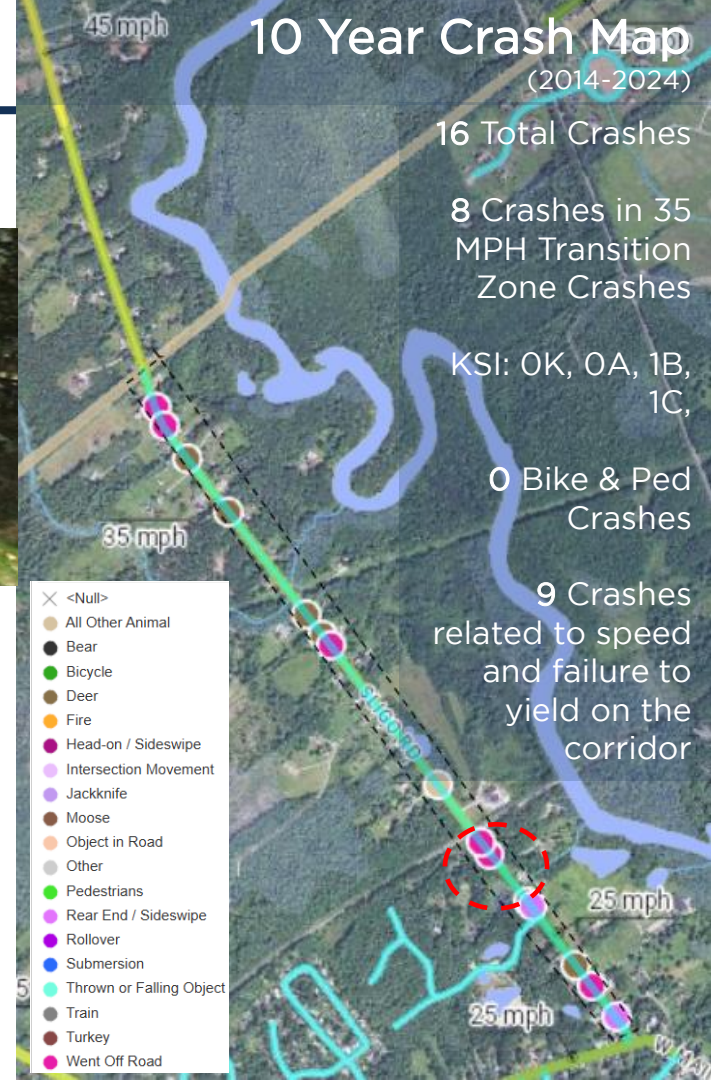 45 mph
10 Year Crash Map
(2014-2024)
16 Total Crashes
8 Crashes in 35
MPH Transition
Zone Crashes
KSI: 0K, 0A, 1B,
1C,
0 Bike & Ped
Crashes
9 Crashes
related to speed
and failure to
yield on the
corridor
35 mph
SLIGO RD
<Null>
All Other Animal
Bear
Bicycle
Deer
Fire
Head-on / Sideswipe
Intersection Movement
Jackknife
Moose
Object in Road
Other
Pedestrians
Rear End / Sideswipe
Rollover
Submersion
Thrown or Falling Object
Train
Turkey
Went Off Road
25 mph
25 mph
W MAI